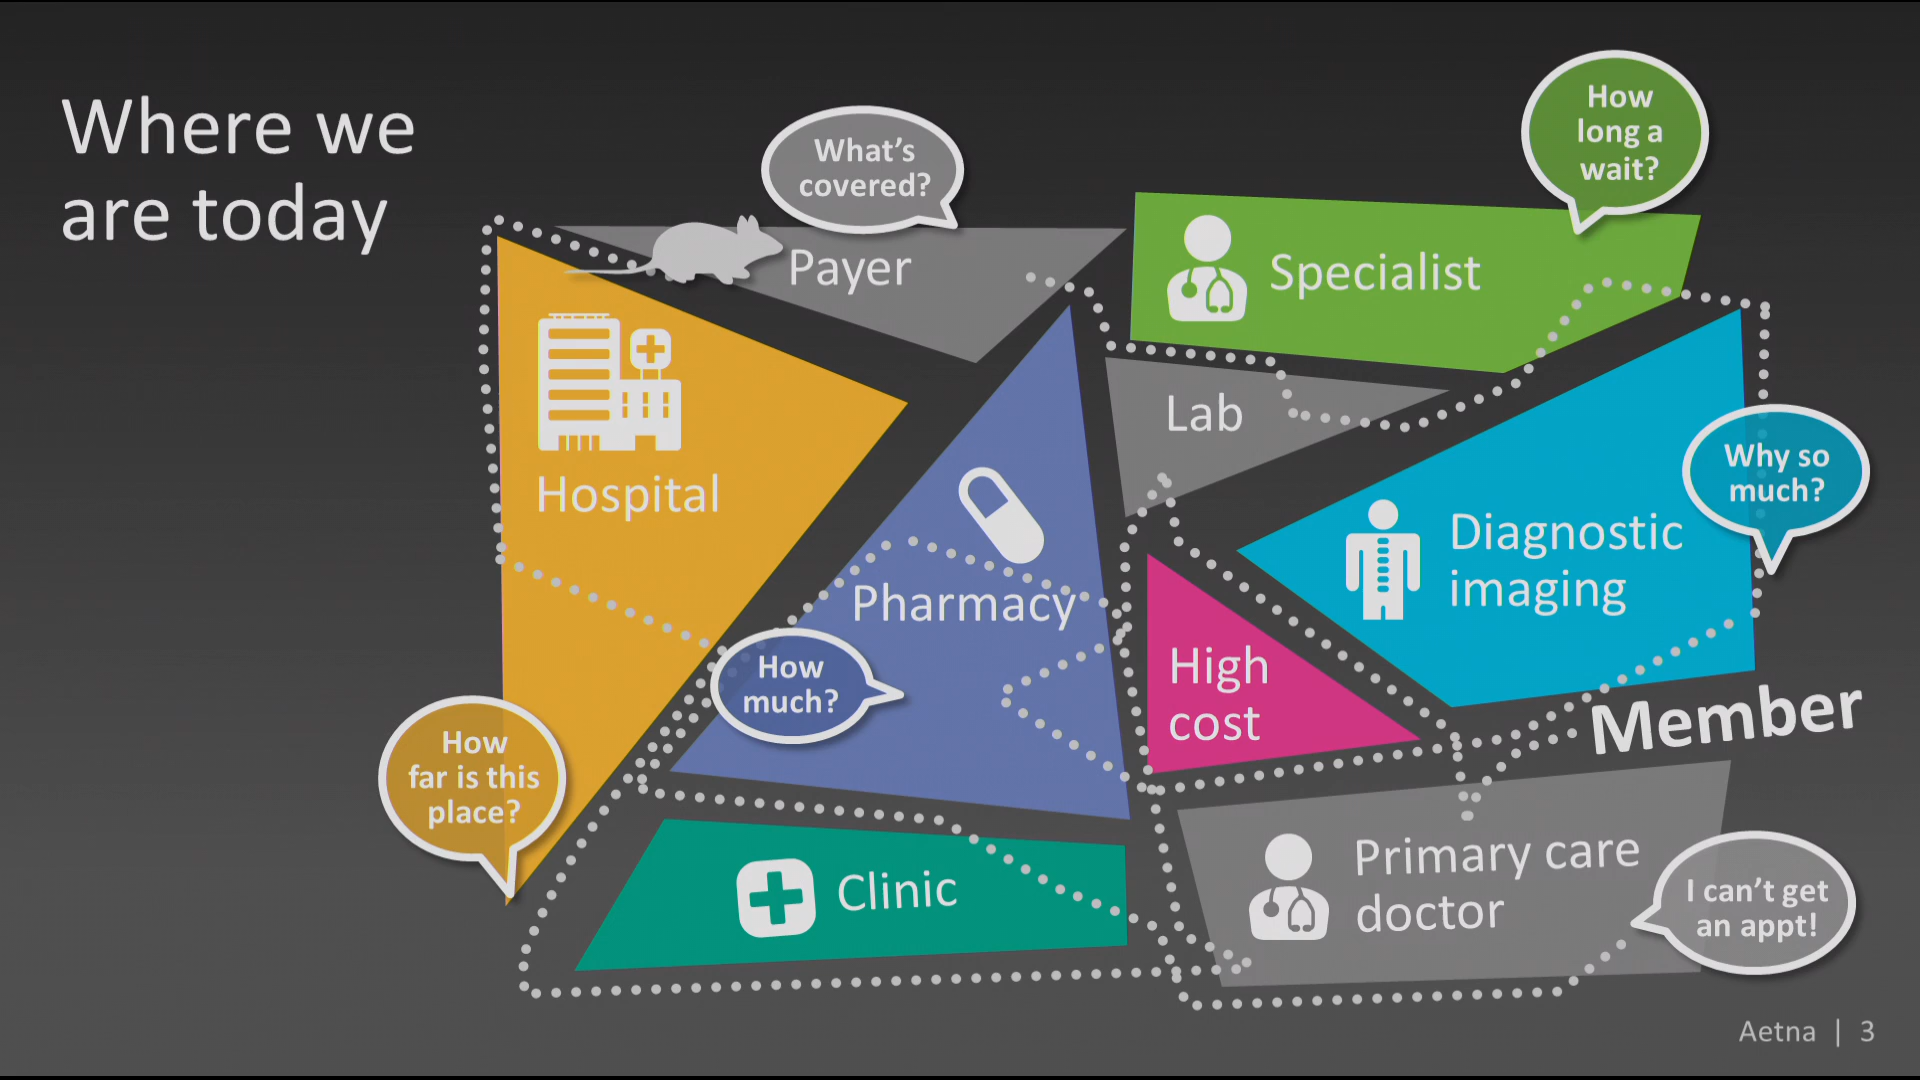 Where we
are today
What's
covered?
How
long a
wait?
Payer
Specialist
Hospital
Lab
Why so
much?
Pharmacy
Diagnostic
imaging
How
much?
High
cost
Member
How
far is this
place?
Clinic
Primary care
doctor
I can't get
an appt!
Aetna | 3